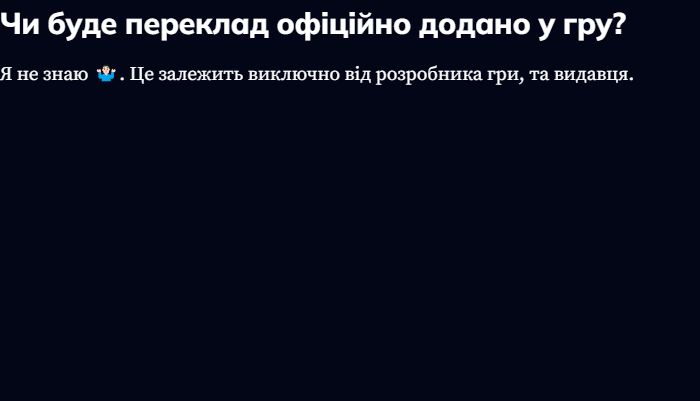 Чи буде переклад офіційно додано у гру?
Я не знаю 🤷🏻‍♂️. Це залежить виключно від розробника гри, та видавця.